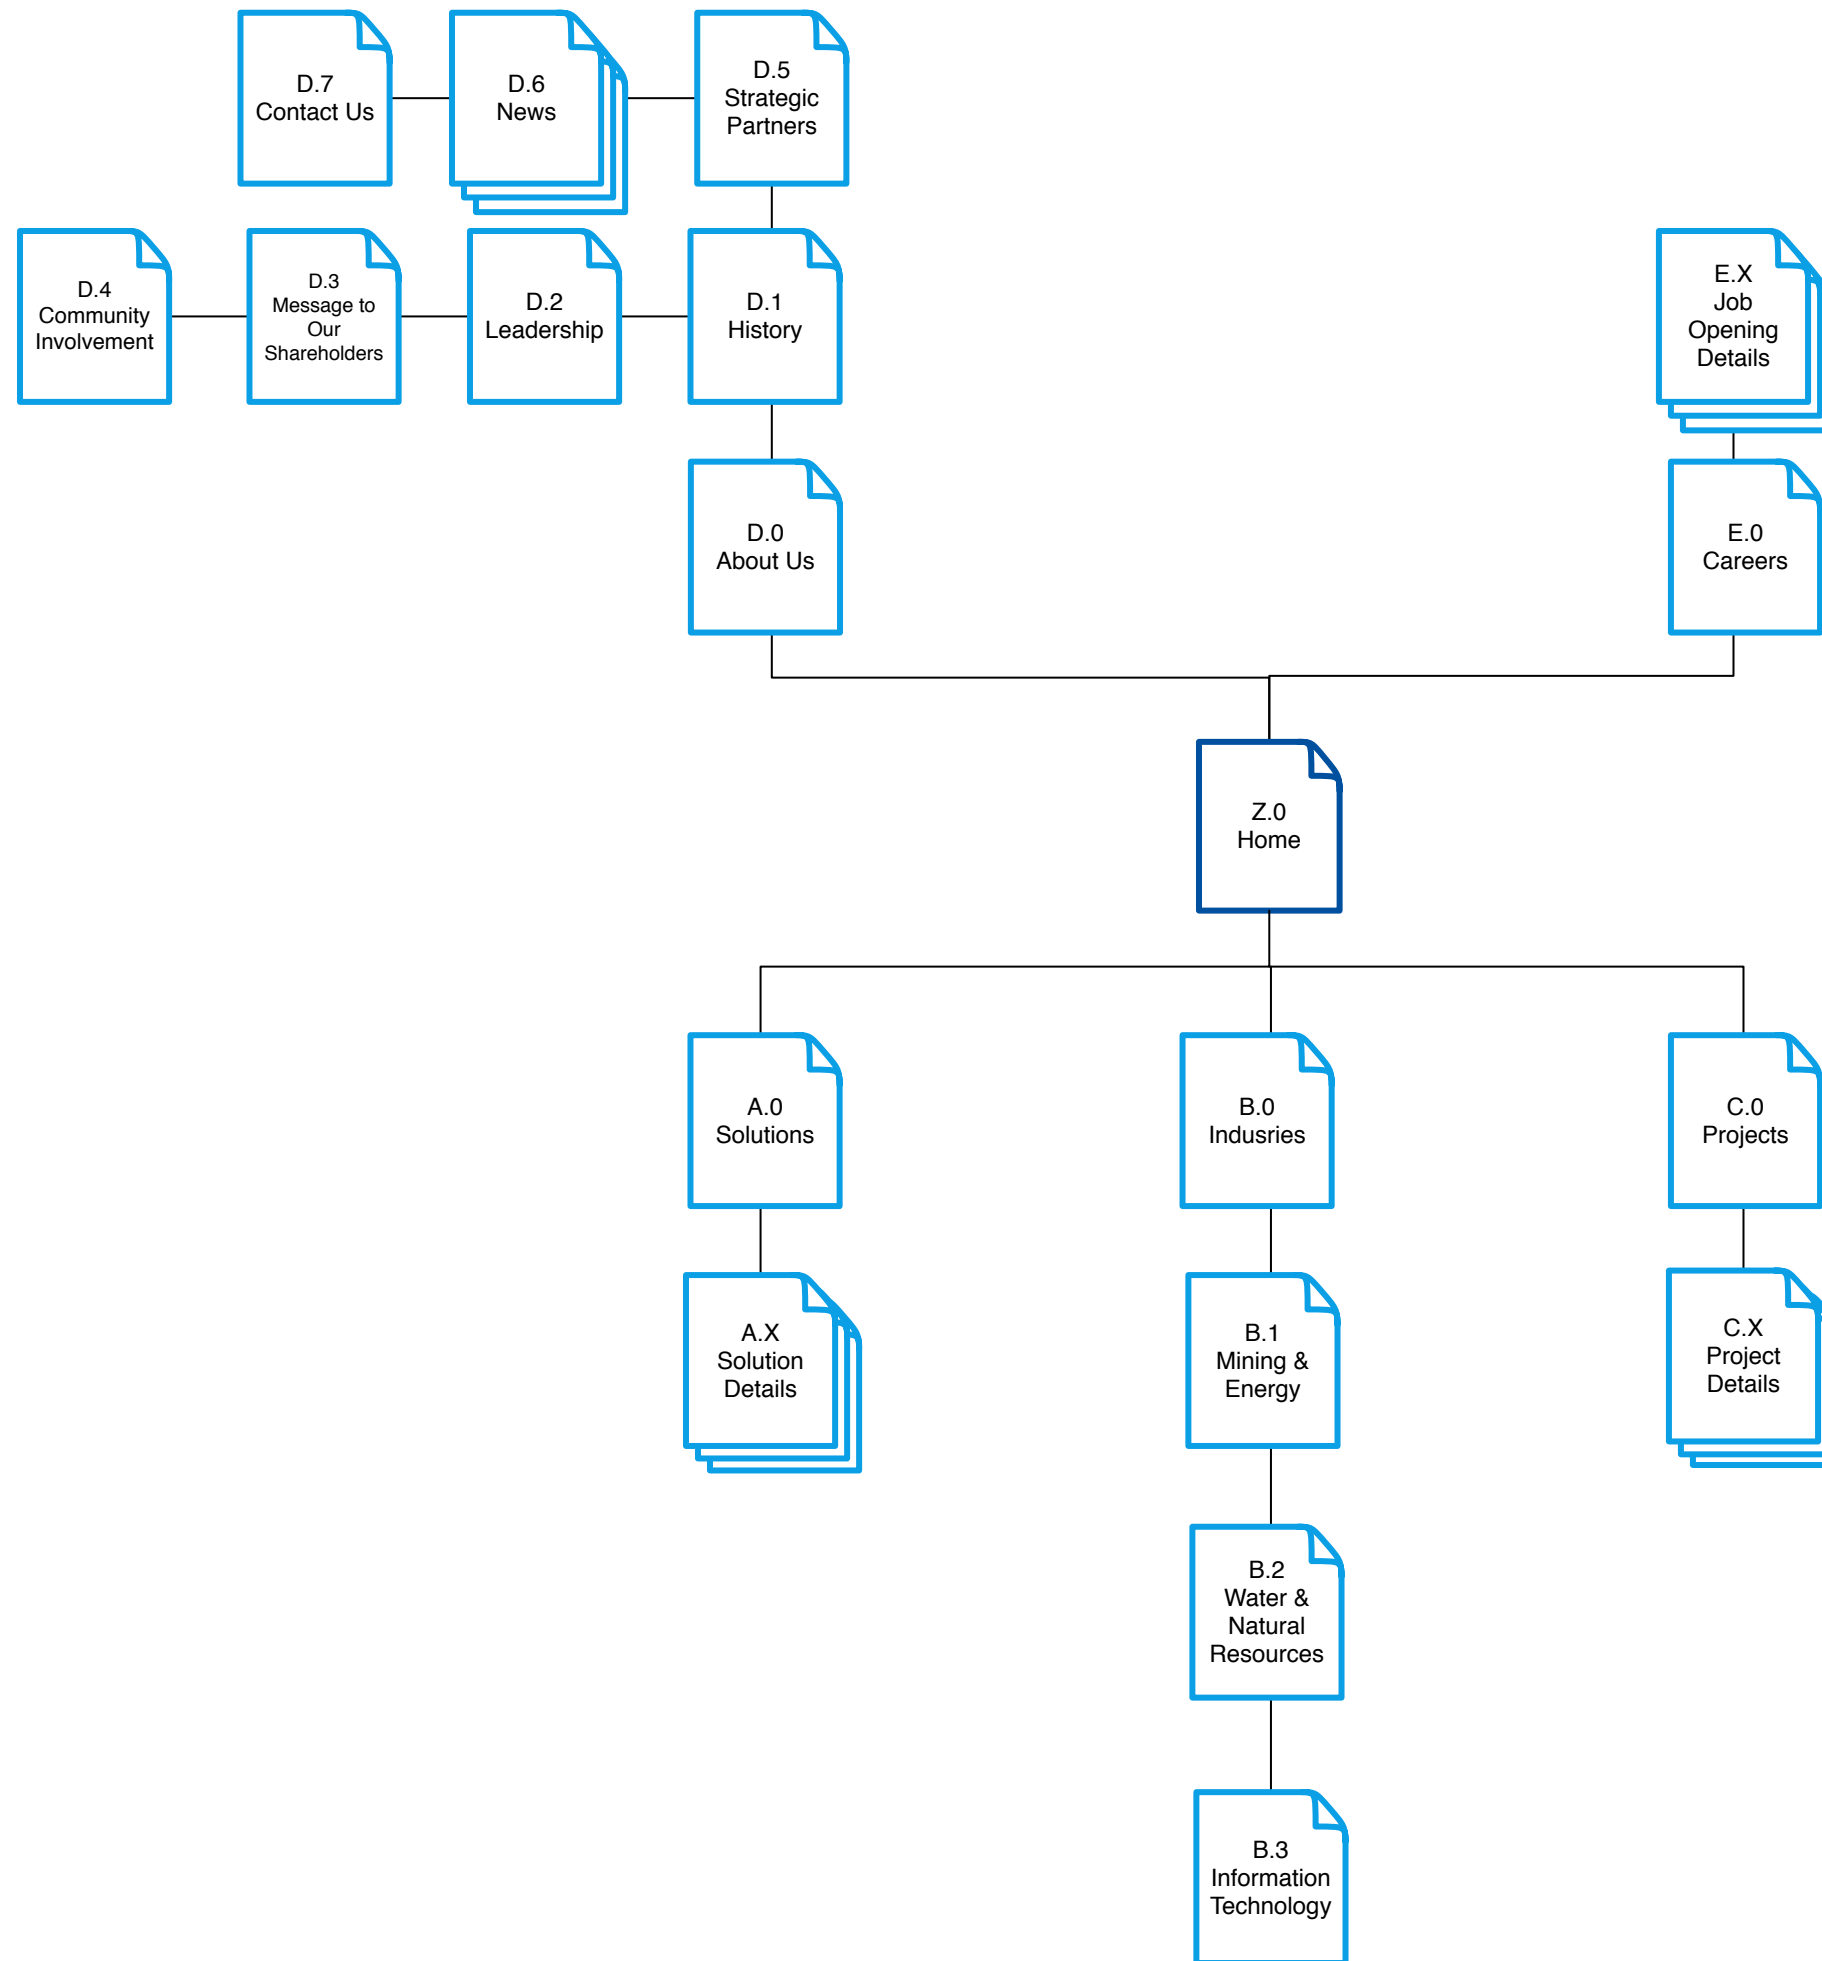 D.7
Contact Us
D.6
News
D.5
Strategic
Partners
D.4
Community
Involvement
D.3
Message to
Our
Shareholders
D.2
Leadership
D.1
History
E.X
Job
Opening
Details
D.0
About Us
E.0
Careers
Z.0
Home
A.0
Solutions
B.0
Indusries
C.0
Projects
A.X
Solution
Details
B.1
Mining &
Energy
C.X
Project
Details
B.2
Water &
Natural
Resources
B.3
Information
Technology